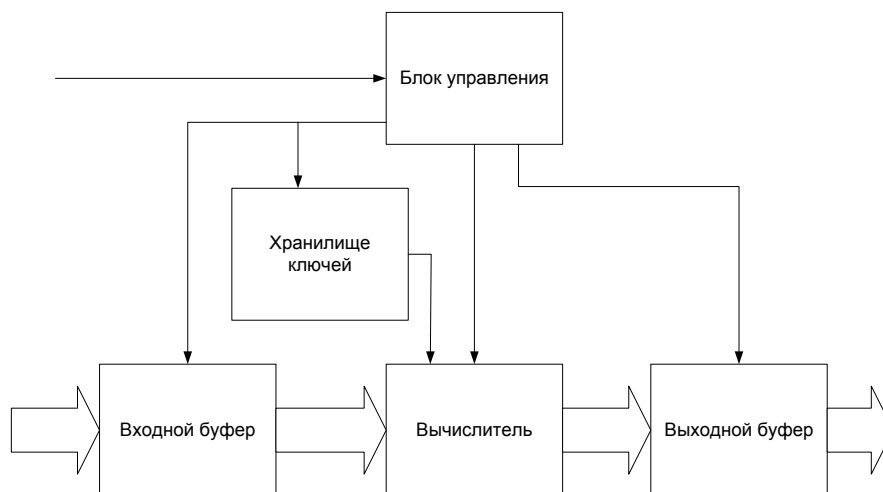 Блок управления
Хранилище
ключей
Входной буфер
Вычислитель
Выходной буфер